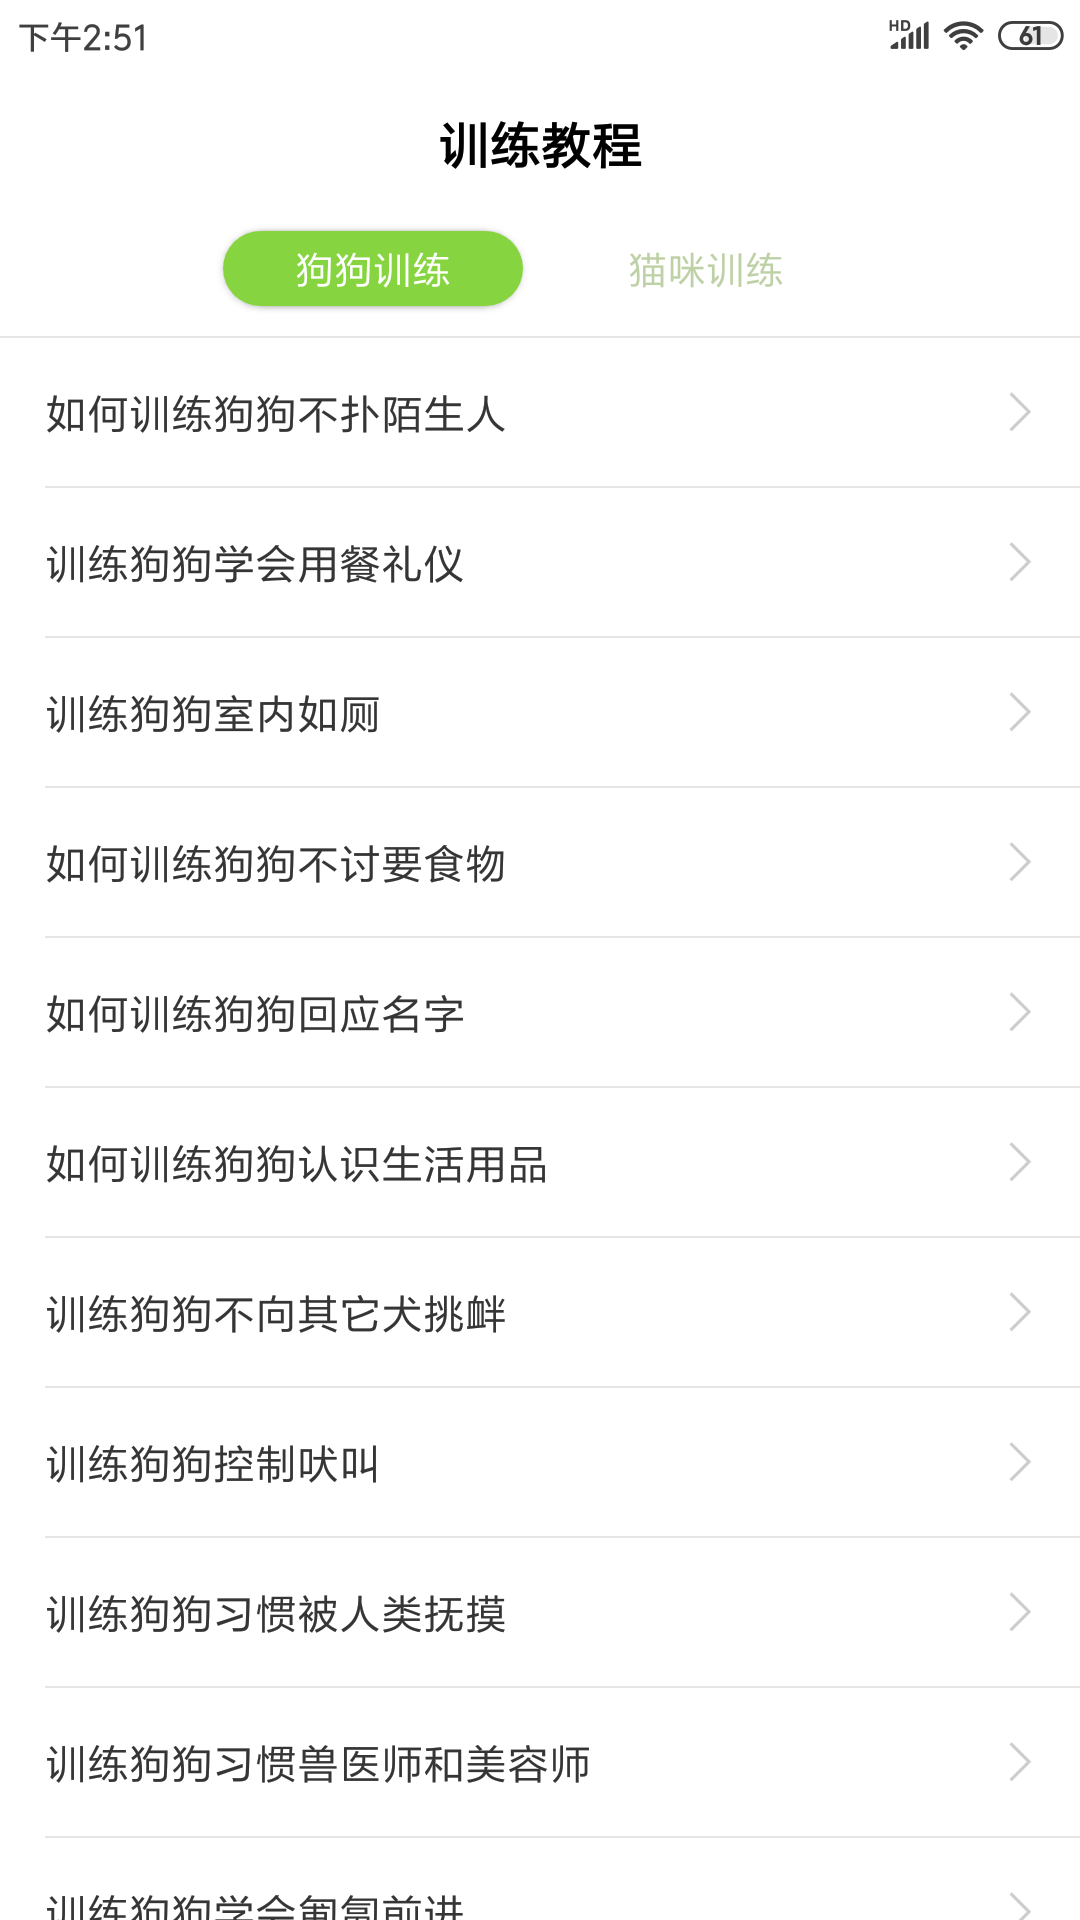 下午2:51
HD
61
训练教程
狗狗训练
猫咪训练
如何训练狗狗不扑陌生人
训练狗狗学会用餐礼仪
训练狗狗室内如厕
如何训练狗狗不讨要食物
如何训练狗狗回应名字
如何训练狗狗认识生活用品
训练狗狗不向其它犬挑衅
训练狗狗控制吠叫
训练狗狗习惯被人类抚摸
训练狗狗习惯兽医师和美容师
训练狗狗学会匍匐前进